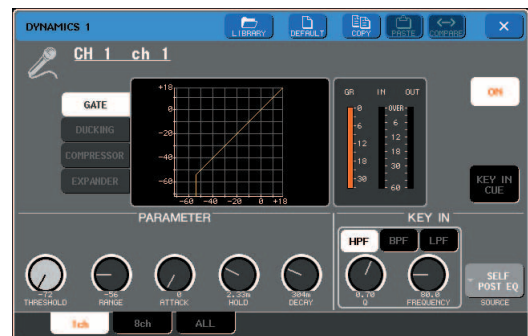 DYNAMICS 1
LIBRARY
DEFAULT
COPY
PASTE
COMPARE
CH 1 ch 1
GATE
DUCKING
COMPRESSOR
EXPANDER
+18
0
-20
-40
-60
-60 -40 -20 0 +18
GR IN OUT
-0 -OVER-
-6 - 6 -
-12 - 12 -
-18 - 18 -
-30 - 30 -
- 60 -
ON
KEY IN
CUE
PARAMETER
-72
THRESHOLD
-56
RANGE
0
ATTACK
2.33m
HOLD
304m
DECAY
KEY IN
HPF
BPF
LPF
0.70
Q
80.0
FREQUENCY
SELF
POST EQ
SOURCE
1ch
8ch
ALL